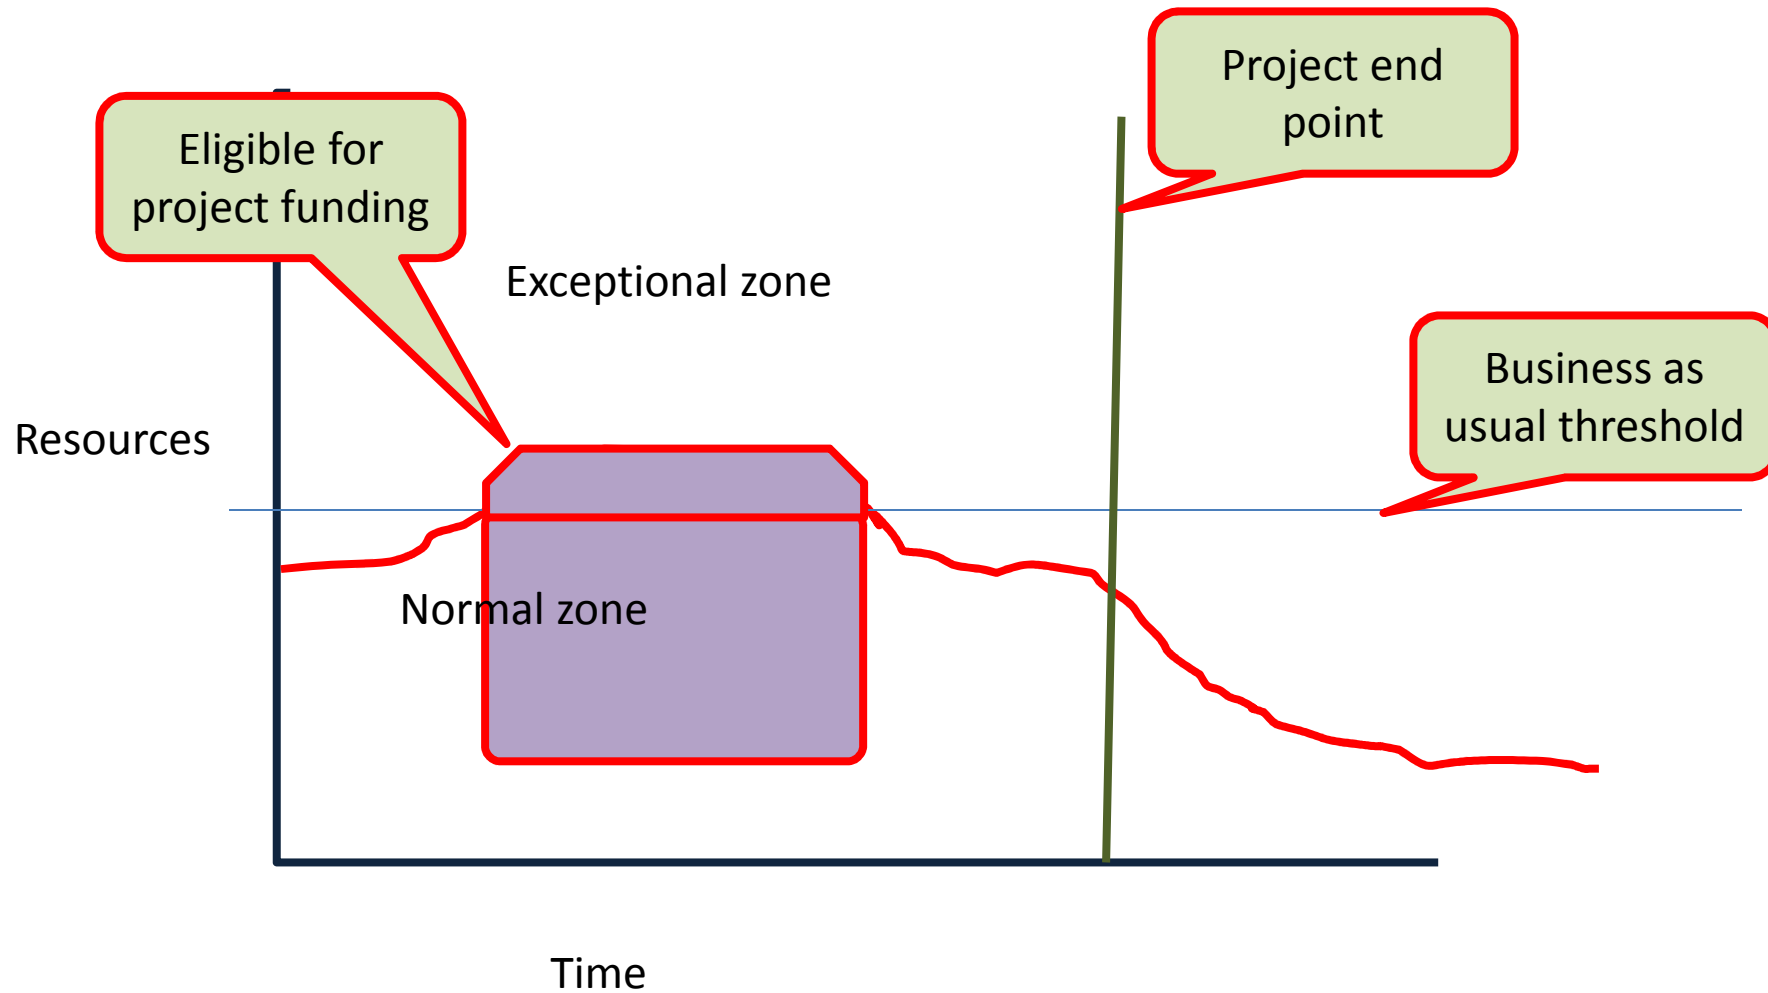 Project end
point
Eligible for
project funding
Exceptional zone
Business as
usual threshold
Resources
Normal zone
Time